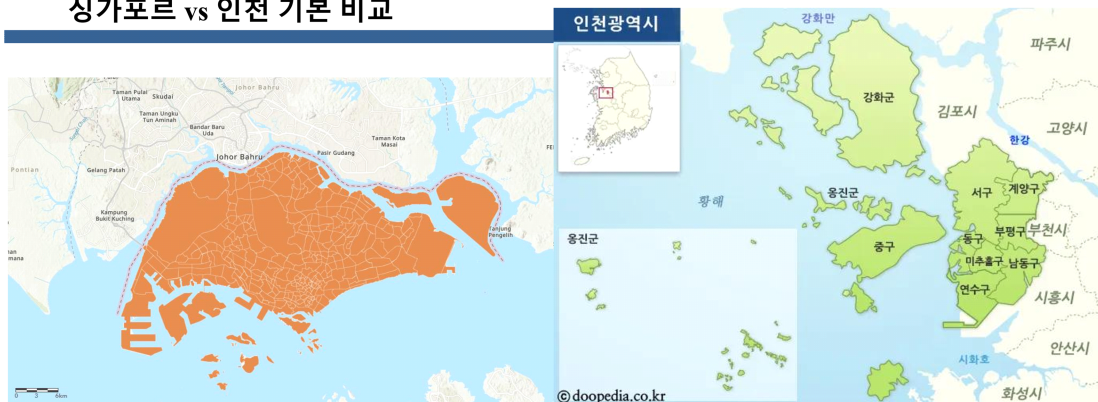 싱가포르 vs 인천 기본 비교
Taman Pulai
Utama
Skudai
Johor Bahru
Taman Ungku
Tun Aminah
Bandar Baru
Uda
Taman Kota
Masai
Johor Bahru
Pasir Gudang
Pontian
Gelang Patah
Kampung
Bukit Kuching
Tanjung
Pengelih
0 3 6km
인천광역시
강화만
파주시
강화군
김포시
고양시
한강
서구
계양구
옹진군
황해
중구
동구
부평구
부천시
미추홀구
남동구
연수구
시흥시
옹진군
시화호
안산시
화성시
ⓒdoopedia.co.kr